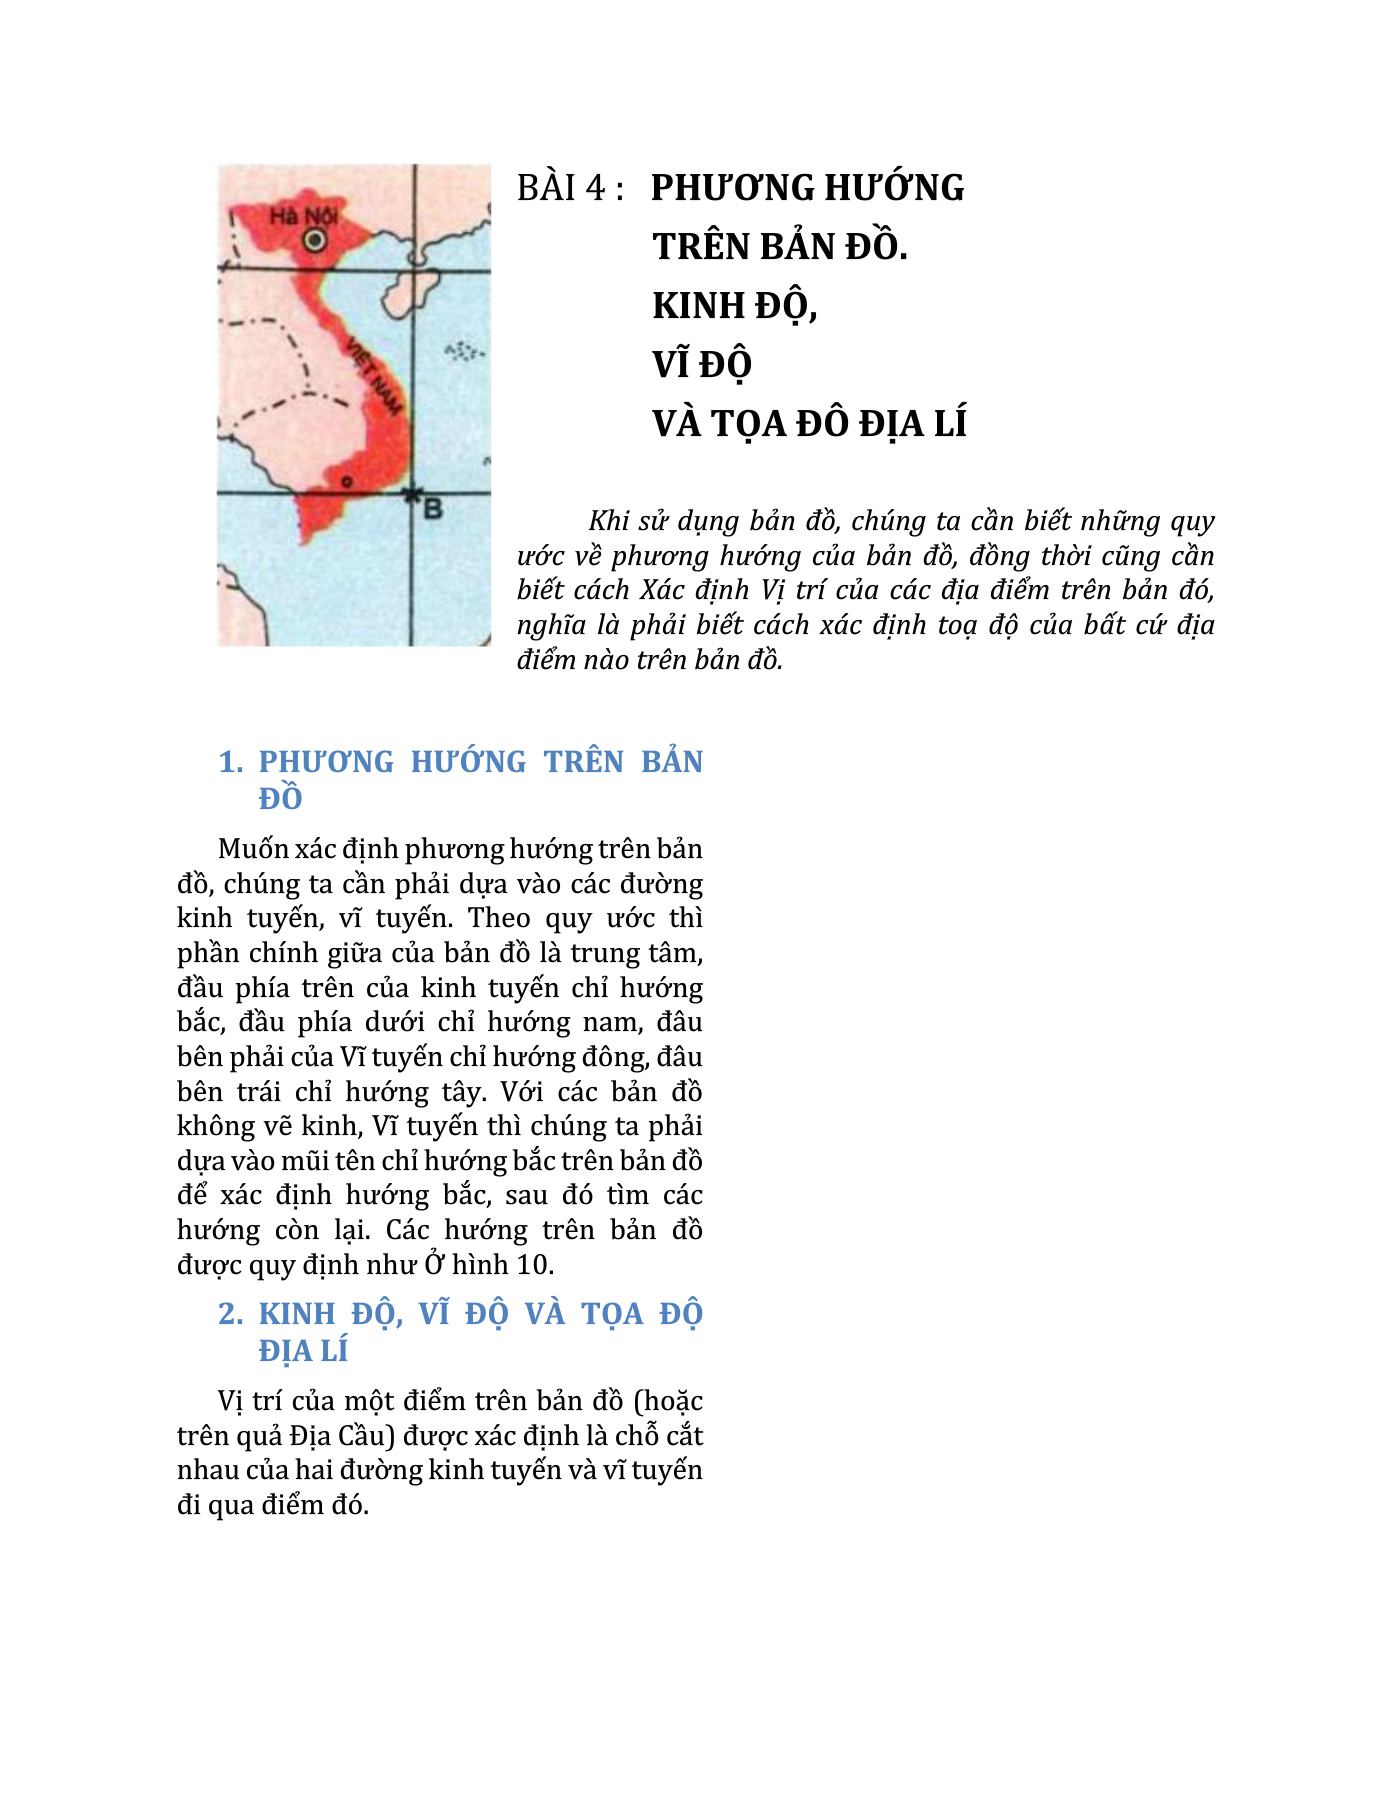 Hà Nội
VIỆT NAM
B
BÀI 4 : PHƯƠNG HƯỚNG
TRÊN BẢN ĐỒ.
KINH ĐỘ,
VĨ ĐỘ
VÀ TỌA ĐÔ ĐỊA LÍ
Khi sử dụng bản đồ, chúng ta cần biết những quy
ước về phương hướng của bản đồ, đồng thời cũng cần
biết cách Xác định Vị trí của các địa điểm trên bản đó,
nghĩa là phải biết cách xác định toạ độ của bất cứ địa
điểm nào trên bản đồ.
1. PHƯƠNG HƯỚNG TRÊN BẢN
ĐỒ
Muốn xác định phương hướng trên bản
đồ, chúng ta cần phải dựa vào các đường
kinh tuyến, vĩ tuyến. Theo quy ước thì
phần chính giữa của bản đồ là trung tâm,
đầu phía trên của kinh tuyến chỉ hướng
bắc, đầu phía dưới chỉ hướng nam, đâu
bên phải của Vĩ tuyến chỉ hướng đông, đâu
bên trái chỉ hướng tây. Với các bản đồ
không vẽ kinh, Vĩ tuyến thì chúng ta phải
dựa vào mũi tên chỉ hướng bắc trên bản đồ
để xác định hướng bắc, sau đó tìm các
hướng còn lại. Các hướng trên bản đồ
được quy định như Ở hình 10.
2. KINH ĐỘ, VĨ ĐỘ VÀ TỌA ĐỘ
ĐỊA LÍ
Vị trí của một điểm trên bản đồ (hoặc
trên quả Địa Cầu) được xác định là chỗ cắt
nhau của hai đường kinh tuyến và vĩ tuyến
đi qua điểm đó.